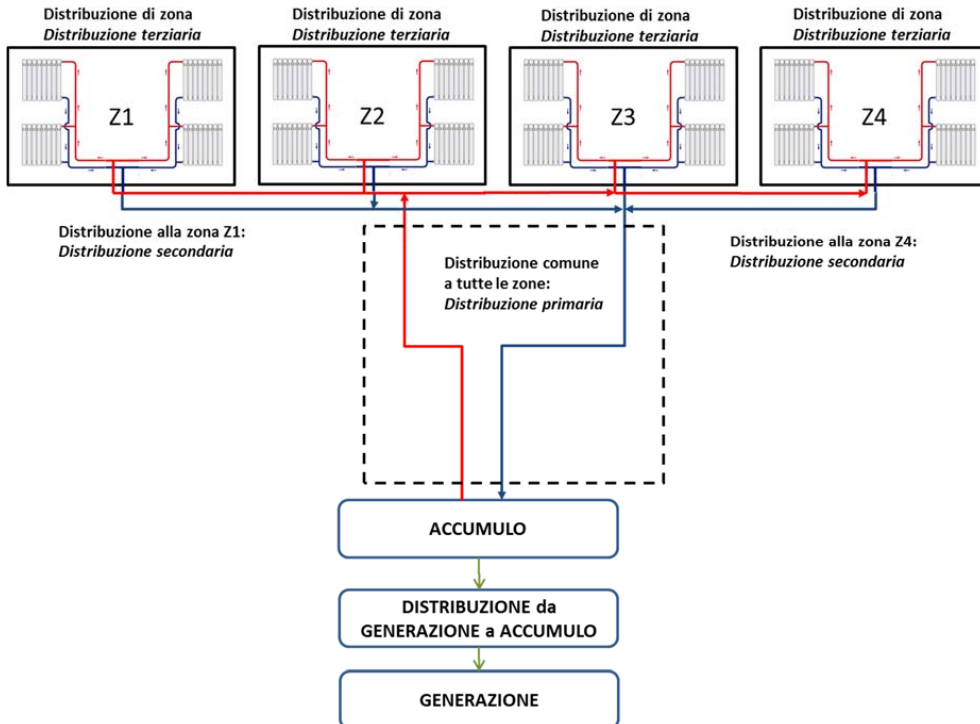 Distribuzione di zona
Distribuzione terziaria
Distribuzione di zona
Distribuzione terziaria
Distribuzione di zona
Distribuzione terziaria
Distribuzione di zona
Distribuzione terziaria
Z1
Z2
Z3
Z4
Distribuzione alla zona Z1:
Distribuzione secondaria
Distribuzione comune
a tutte le zone:
Distribuzione primaria
Distribuzione alla zona Z4:
Distribuzione secondaria
ACCUMULO
DISTRIBUZIONE da
GENERAZIONE a ACCUMULO
GENERAZIONE